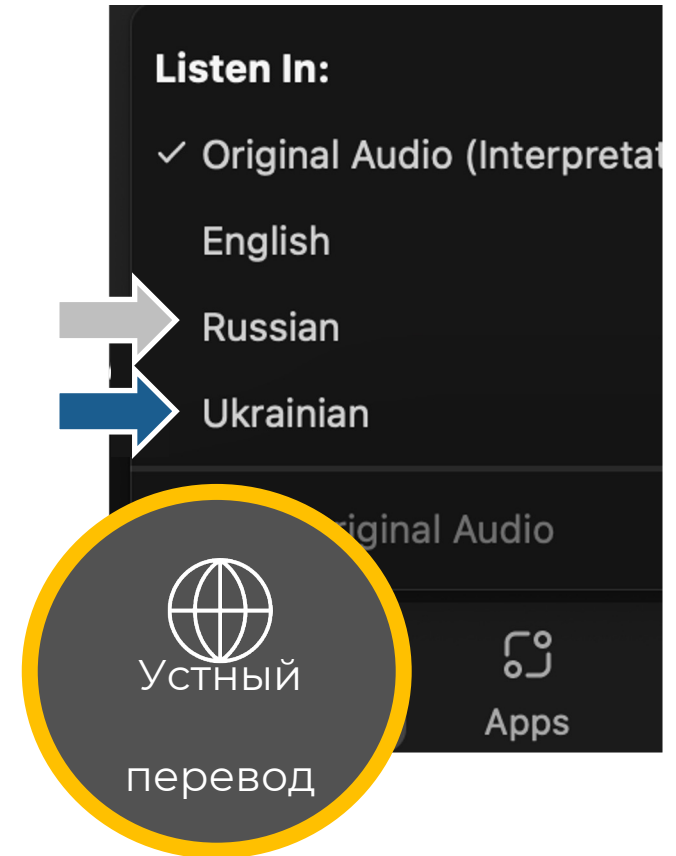 Listen In:
✓ Original Audio (Interpretat
English
Russian
Ukrainian
riginal Audio
Apps
Устный
перевод